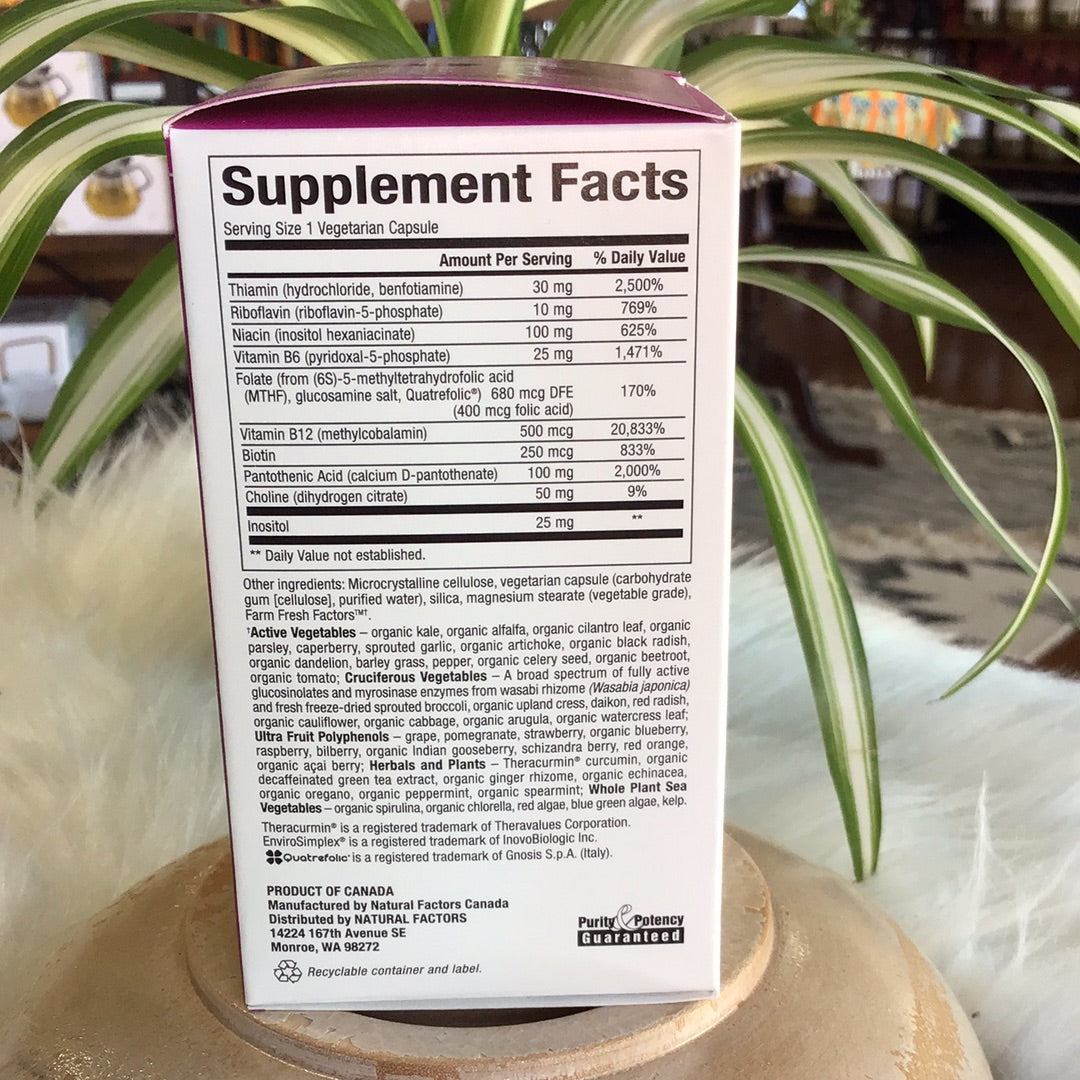 Supplement Facts
Serving Size 1 Vegetarian Capsule
Amount Per Serving % Daily Value
Thiamin (hydrochloride, benfotiamine) 30 mg 2,500%
Riboflavin (riboflavin-5-phosphate) 10 mg 769%
Niacin (inositol hexaniacinate) 100 mg 625%
Vitamin B6 (pyridoxal-5-phosphate) 25 mg 1,471%
Folate (from (6S)-5-methyltetrahydrofolic acid
(MTHF), glucosamine salt, Quatrefolic®) 680 mcg DFE 170%
(400 mcg folic acid)
Vitamin B12 (methylcobalamin) 500 mcg 20,833%
Biotin 250 mcg 833%
Pantothenic Acid (calcium D-pantothenate) 100 mg 2,000%
Choline (dihydrogen citrate) 50 mg 9%
Inositol 25 mg **
** Daily Value not established.
Other ingredients: Microcrystalline cellulose, vegetarian capsule (carbohydrate
gum [cellulose], purified water), silica, magnesium stearate (vegetable grade),
Farm Fresh Factors™†.
†Active Vegetables – organic kale, organic alfalfa, organic cilantro leaf, organic
parsley, caperberry, sprouted garlic, organic artichoke, organic black radish,
organic dandelion, barley grass, pepper, organic celery seed, organic beetroot,
organic tomato; Cruciferous Vegetables – A broad spectrum of fully active
glucosinolates and myrosinase enzymes from wasabi rhizome (Wasabia japonica)
and fresh freeze-dried sprouted broccoli, organic upland cress, daikon, red radish,
organic cauliflower, organic cabbage, organic arugula, organic watercress leaf;
Ultra Fruit Polyphenols – grape, pomegranate, strawberry, organic blueberry,
raspberry, bilberry, organic Indian gooseberry, schizandra berry, red orange,
organic açai berry; Herbals and Plants – Theracurmin® curcumin, organic
decaffeinated green tea extract, organic ginger rhizome, organic echinacea,
organic oregano, organic peppermint, organic spearmint; Whole Plant Sea
Vegetables – organic spirulina, organic chlorella, red algae, blue green algae, kelp.
Theracurmin® is a registered trademark of Theravalues Corporation.
EnviroSimplex® is a registered trademark of InovoBiologic Inc.
Quatrefolic® is a registered trademark of Gnosis S.p.A. (Italy).
PRODUCT OF CANADA
Manufactured by Natural Factors Canada
Distributed by NATURAL FACTORS
14224 167th Avenue SE
Monroe, WA 98272
Purity & Potency
Guaranteed
Recyclable container and label.